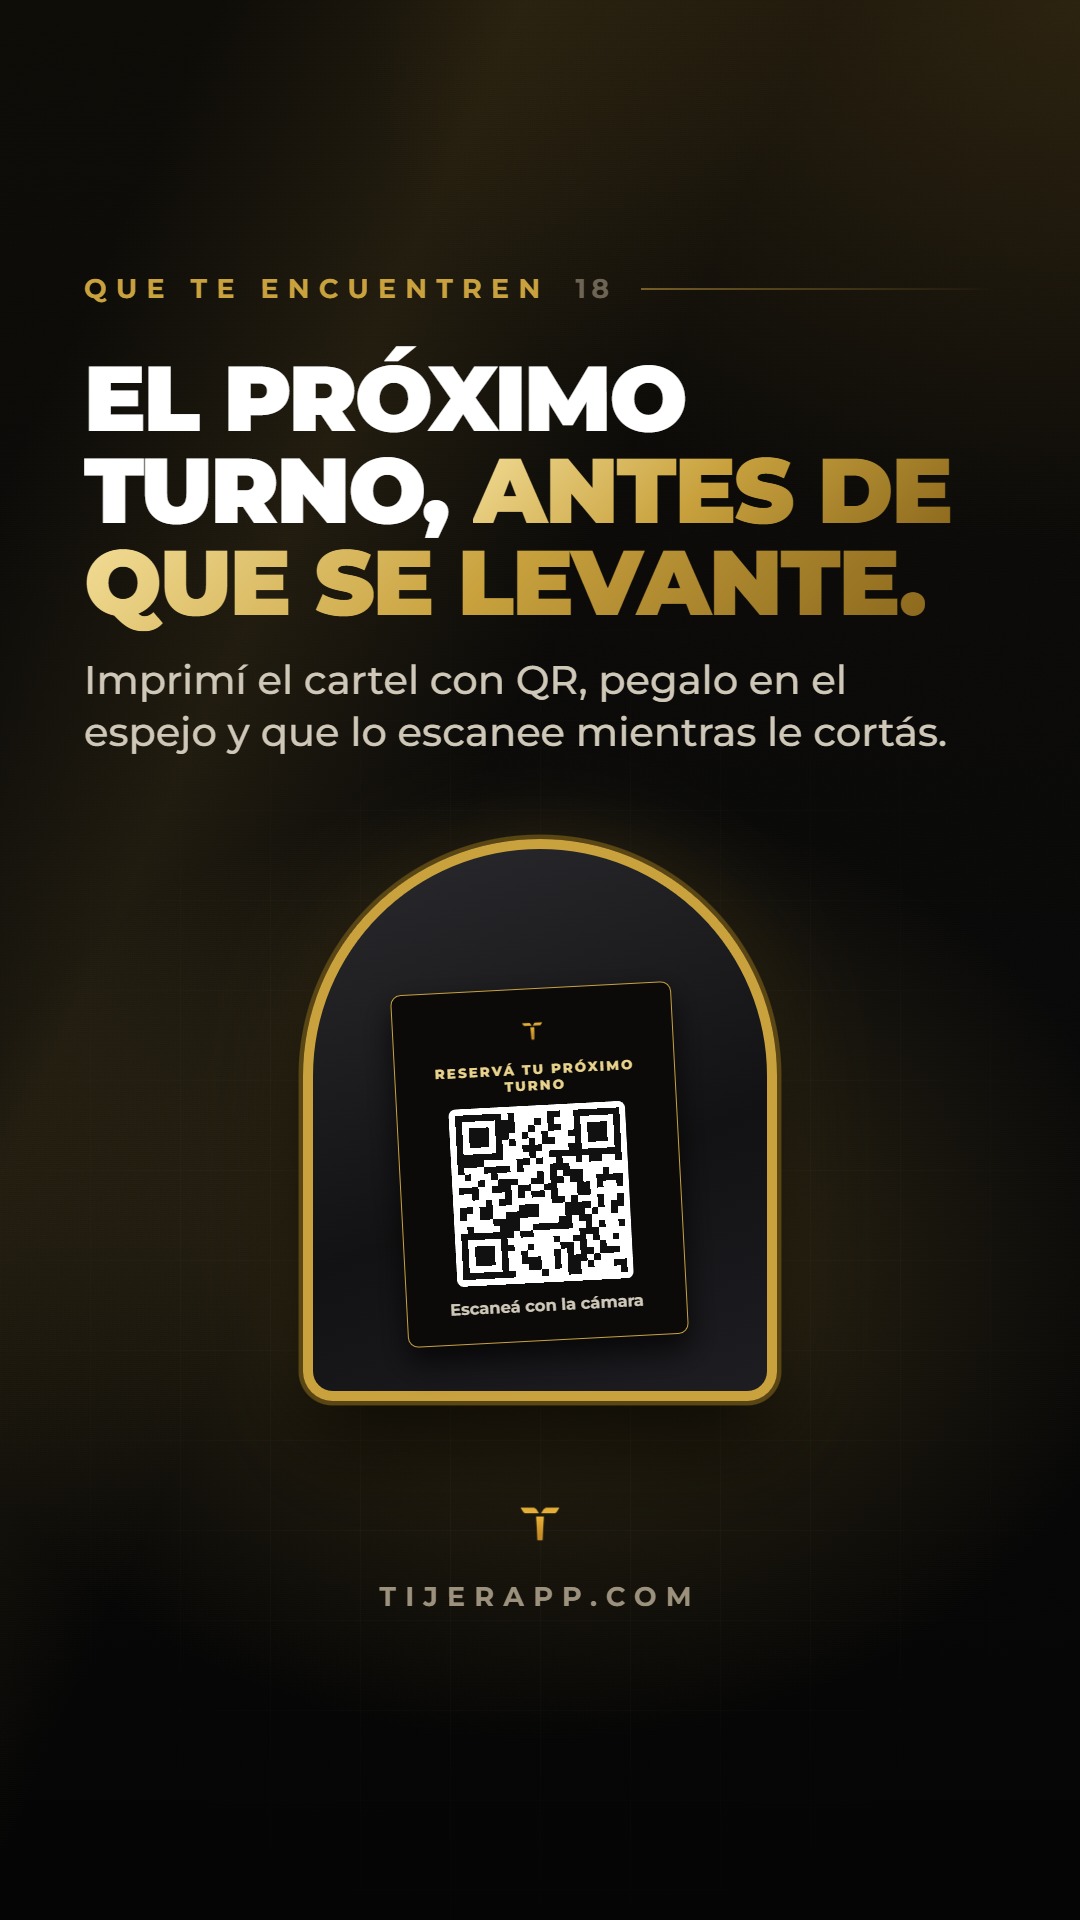 QUE TE ENCUENTREN 18
EL PRÓXIMO
TURNO, ANTES DE
QUE SE LEVANTE.
Imprimí el cartel con QR, pegalo en el
espejo y que lo escanee mientras le cortás.
RESERVÁ TU PRÓXIMO
TURNO
Escaneá con la cámara
TIJERAPP.COM